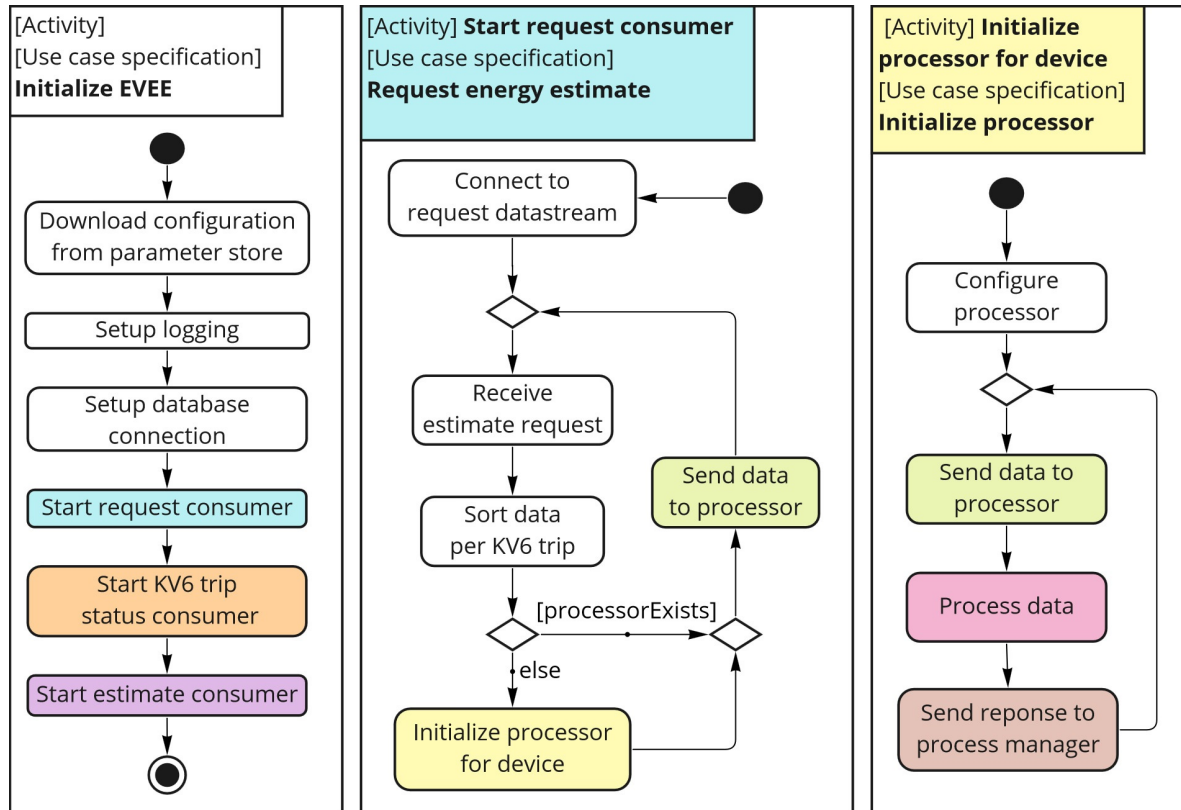 [Activity]
[Use case specification]
Initialize EVEE
Download configuration
from parameter store
Setup logging
Setup database
connection
Start request consumer
Start KV6 trip
status consumer
Start estimate consumer
[Activity] Start request consumer
[Use case specification]
Request energy estimate
Connect to
request datastream
Receive
estimate request
Sort data
per KV6 trip
Send data
to processor
[processorExists]
else
Initialize processor
for device
[Activity] Initialize
processor for device
[Use case specification]
Initialize processor
Configure
processor
Send data to
processor
Process data
Send reponse to
process manager